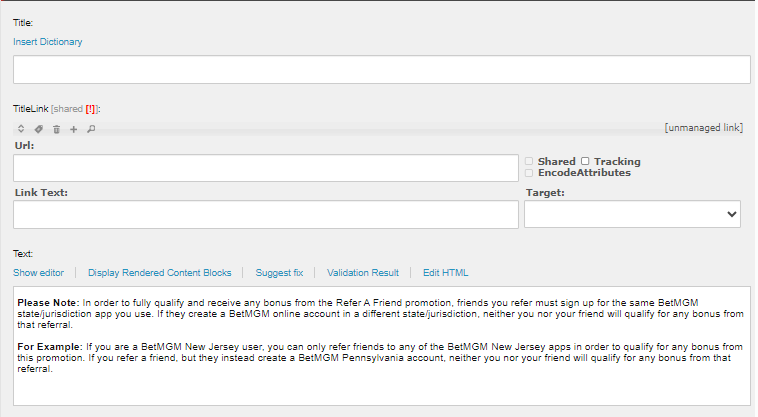 Title:
Insert Dictionary
TitleLink [shared [!]]:
[unmanaged link]
Url:
Shared Tracking
EncodeAttributes
Link Text:
Target:
Text:
Show editor | Display Rendered Content Blocks | Suggest fix | Validation Result | Edit HTML
Please Note: In order to fully qualify and receive any bonus from the Refer A Friend promotion, friends you refer must sign up for the same BetMGM
state/jurisdiction app you use. If they create a BetMGM online account in a different state/jurisdiction, neither you nor your friend will qualify for any bonus from
that referral.
For Example: If you are a BetMGM New Jersey user, you can only refer friends to any of the BetMGM New Jersey apps in order to qualify for any bonus from
this promotion. If you refer a friend, but they instead create a BetMGM Pennsylvania account, neither you nor your friend will qualify for any bonus from that
referral.